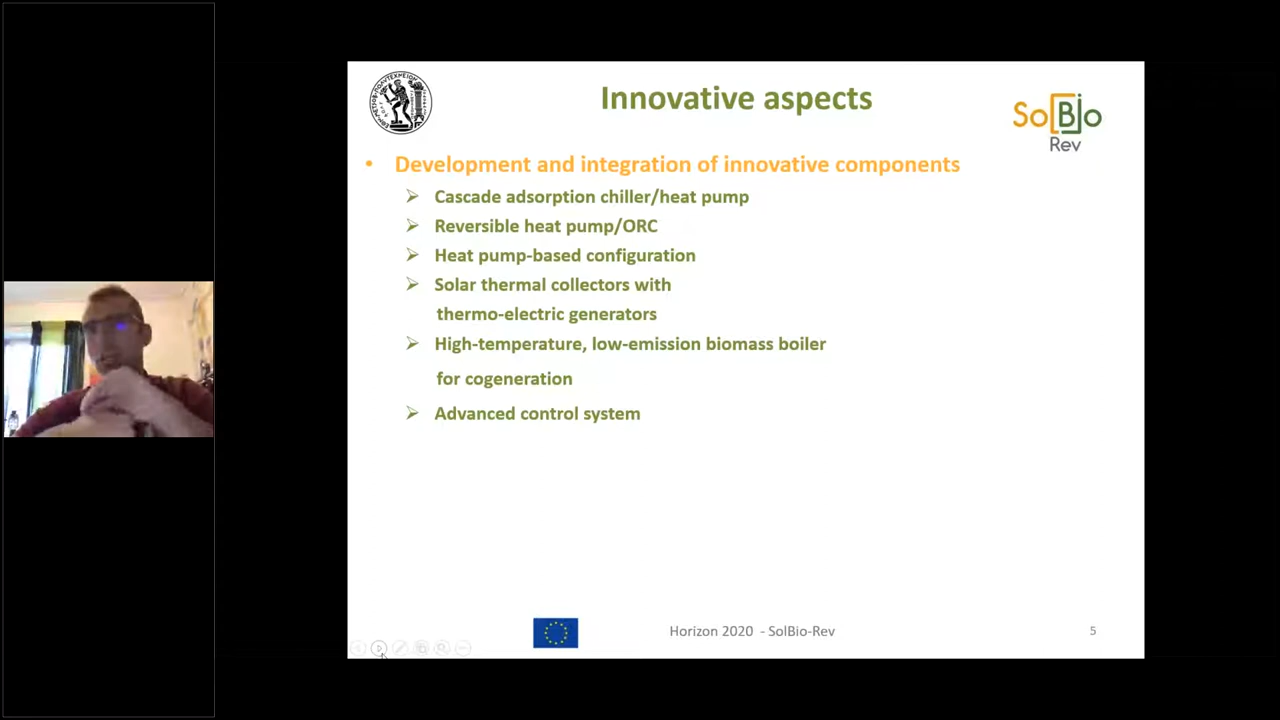 Innovative aspects
SolBio
Rev
• Development and integration of innovative components
Cascade adsorption chiller/heat pump
Reversible heat pump/ORC
Heat pump-based configuration
Solar thermal collectors with
thermo-electric generators
High-temperature, low-emission biomass boiler
for cogeneration
Advanced control system
Horizon 2020 - SolBio-Rev
5